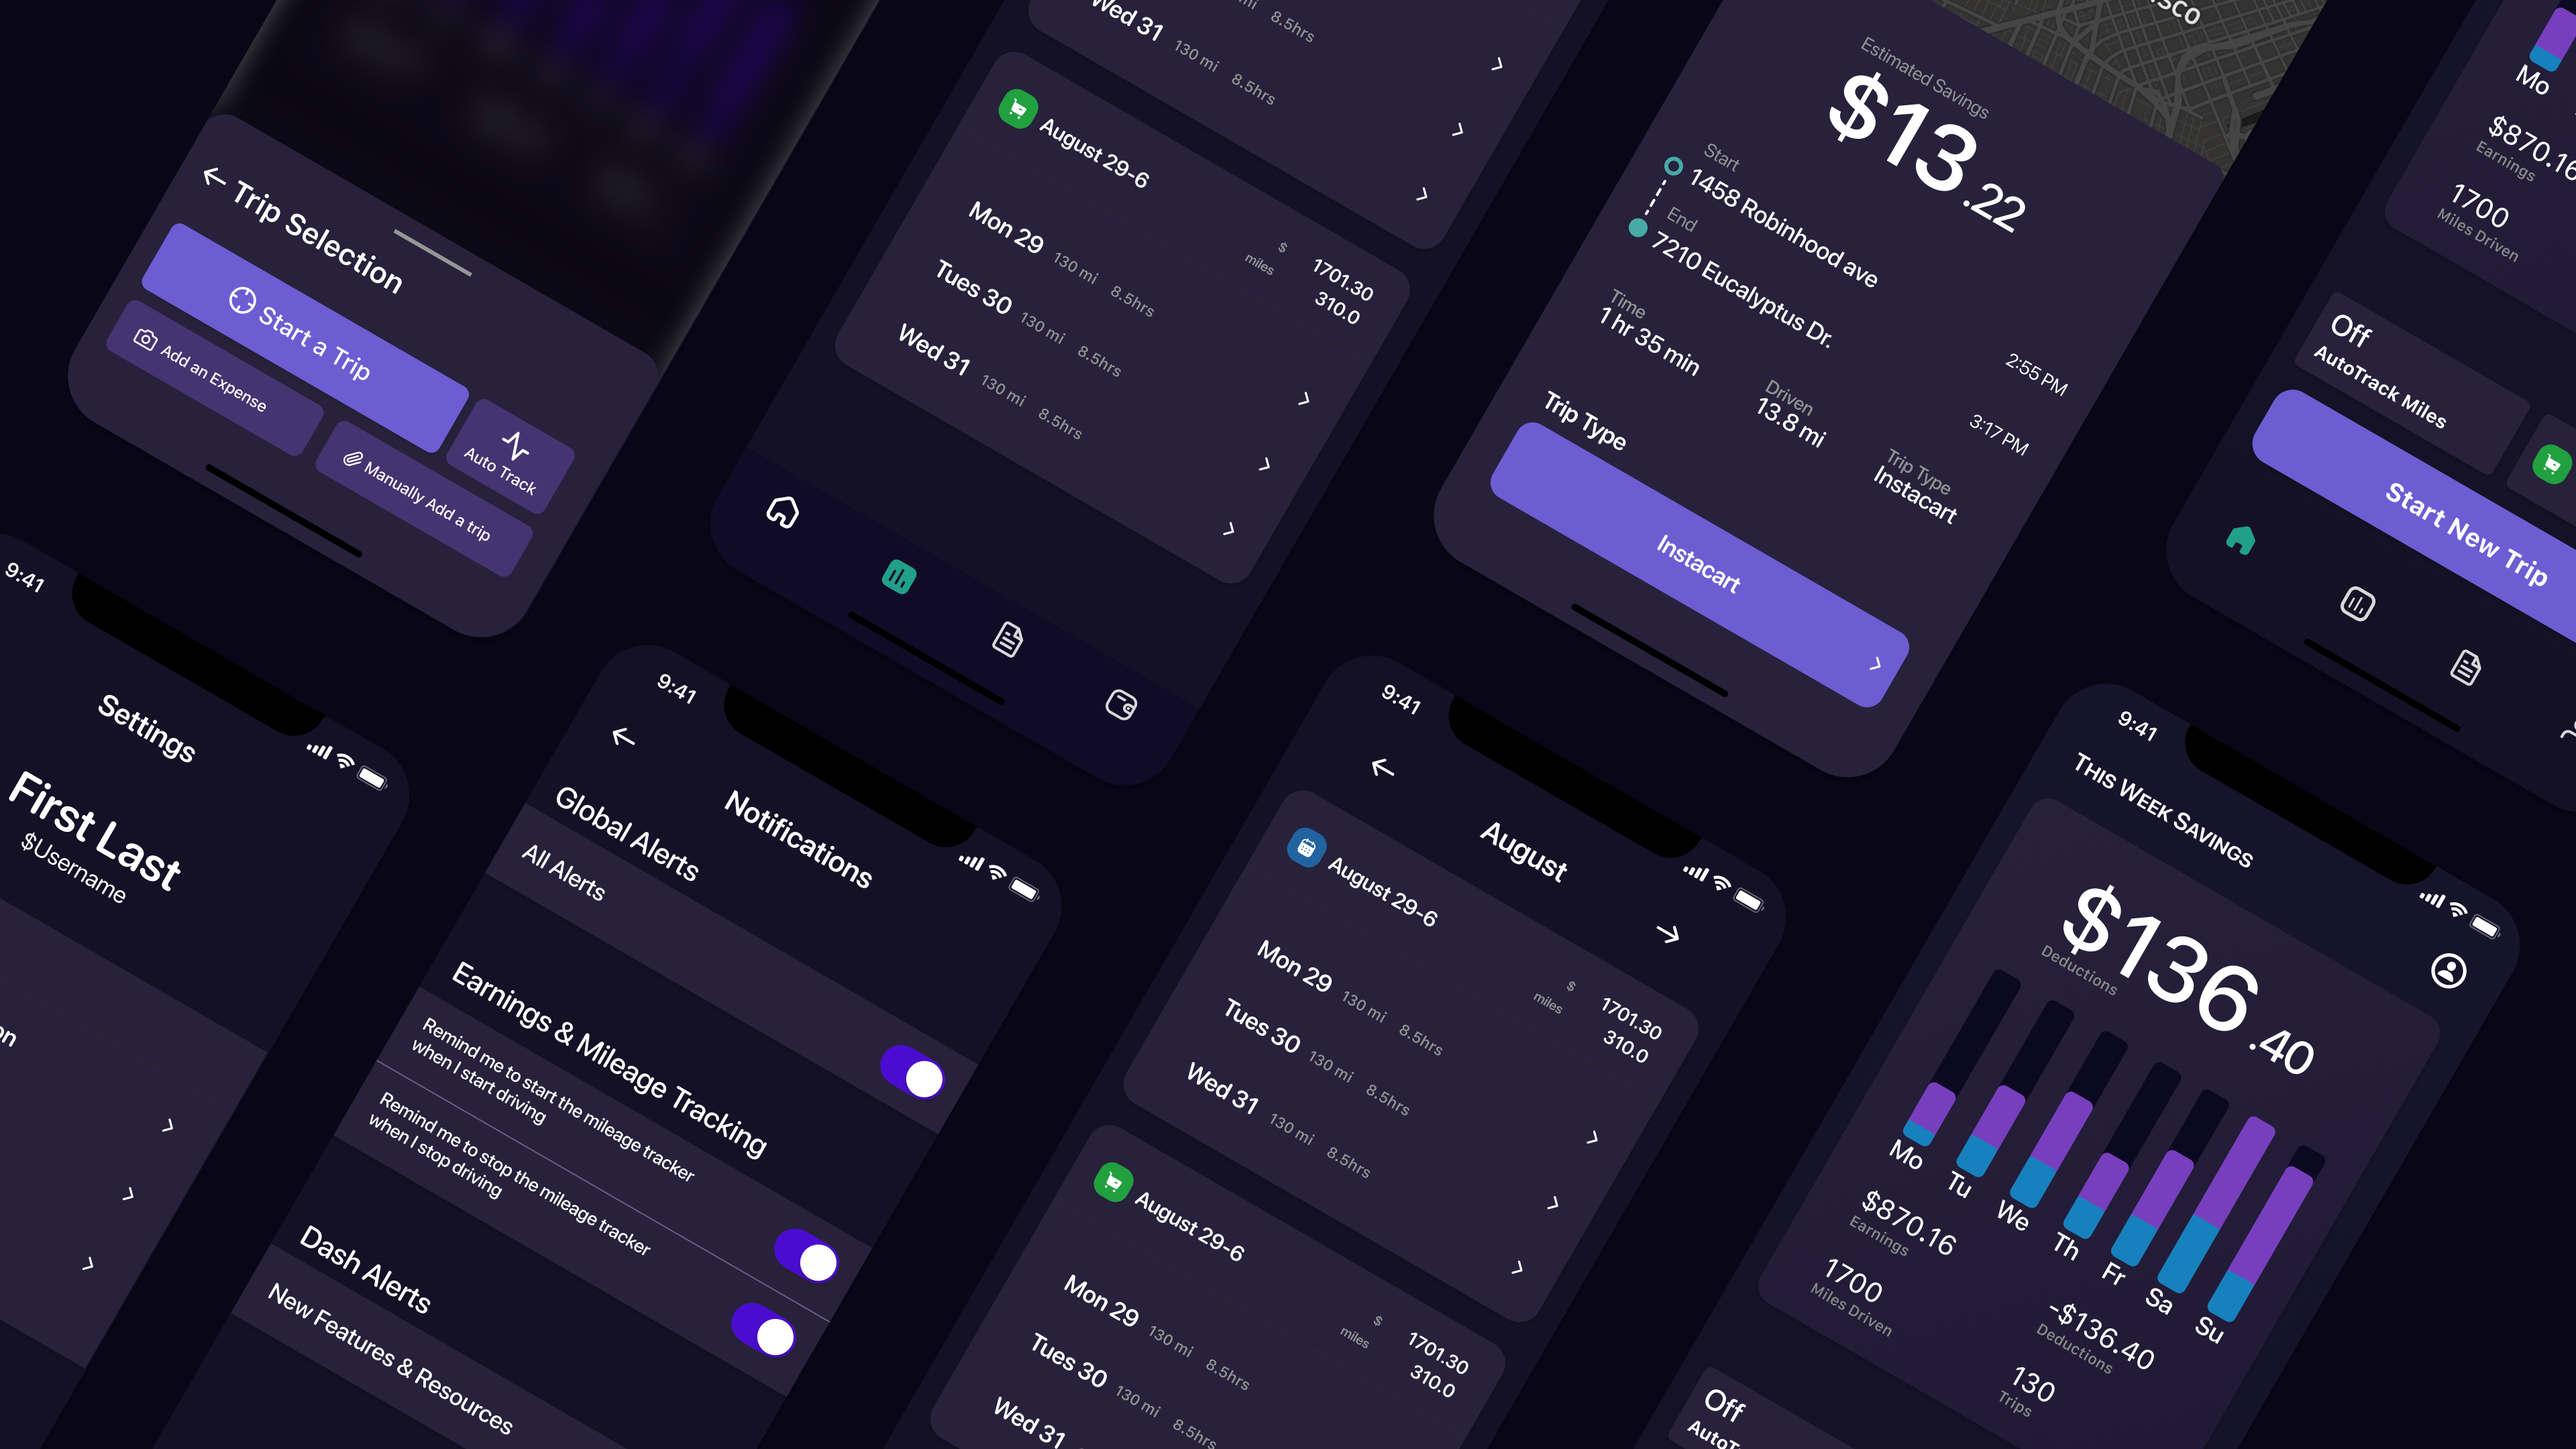 Trip Selection
Start a Trip
Auto Track
Add an Expense
Manually Add a trip
Wed 31 130 mi 8.5hrs
mi 8.5hrs
August 29-6
$ 1701.30
miles 310.0
Mon 29 130 mi 8.5hrs
Tues 30 130 mi 8.5hrs
Wed 31 130 mi 8.5hrs
Estimated Savings
$13.22
Start
1458 Robinhood ave
2:55 PM
End
7210 Eucalyptus Dr.
3:17 PM
Time
1 hr 35 min
Driven
13.8 mi
Trip Type
Instacart
Trip Type
Instacart
Mo
$870.16
Earnings
1700
Miles Driven
Off
AutoTrack Miles
Start New Trip
9:41
Settings
First Last
$Username
9:41
Notifications
Global Alerts
All Alerts
Earnings & Mileage Tracking
Remind me to start the mileage tracker
when I start driving
Remind me to stop the mileage tracker
when I stop driving
Dash Alerts
New Features & Resources
9:41
August
August 29-6
$ 1701.30
miles 310.0
Mon 29 130 mi 8.5hrs
Tues 30 130 mi 8.5hrs
Wed 31 130 mi 8.5hrs
August 29-6
$ 1701.30
miles 310.0
Mon 29 130 mi 8.5hrs
Tues 30 130 mi 8.5hrs
Wed 31
9:41
THIS WEEK SAVINGS
$136.40
Deductions
Mo Tu We Th Fr Sa Su
$870.16
Earnings
-$136.40
Deductions
1700
Miles Driven
130
Trips
Off